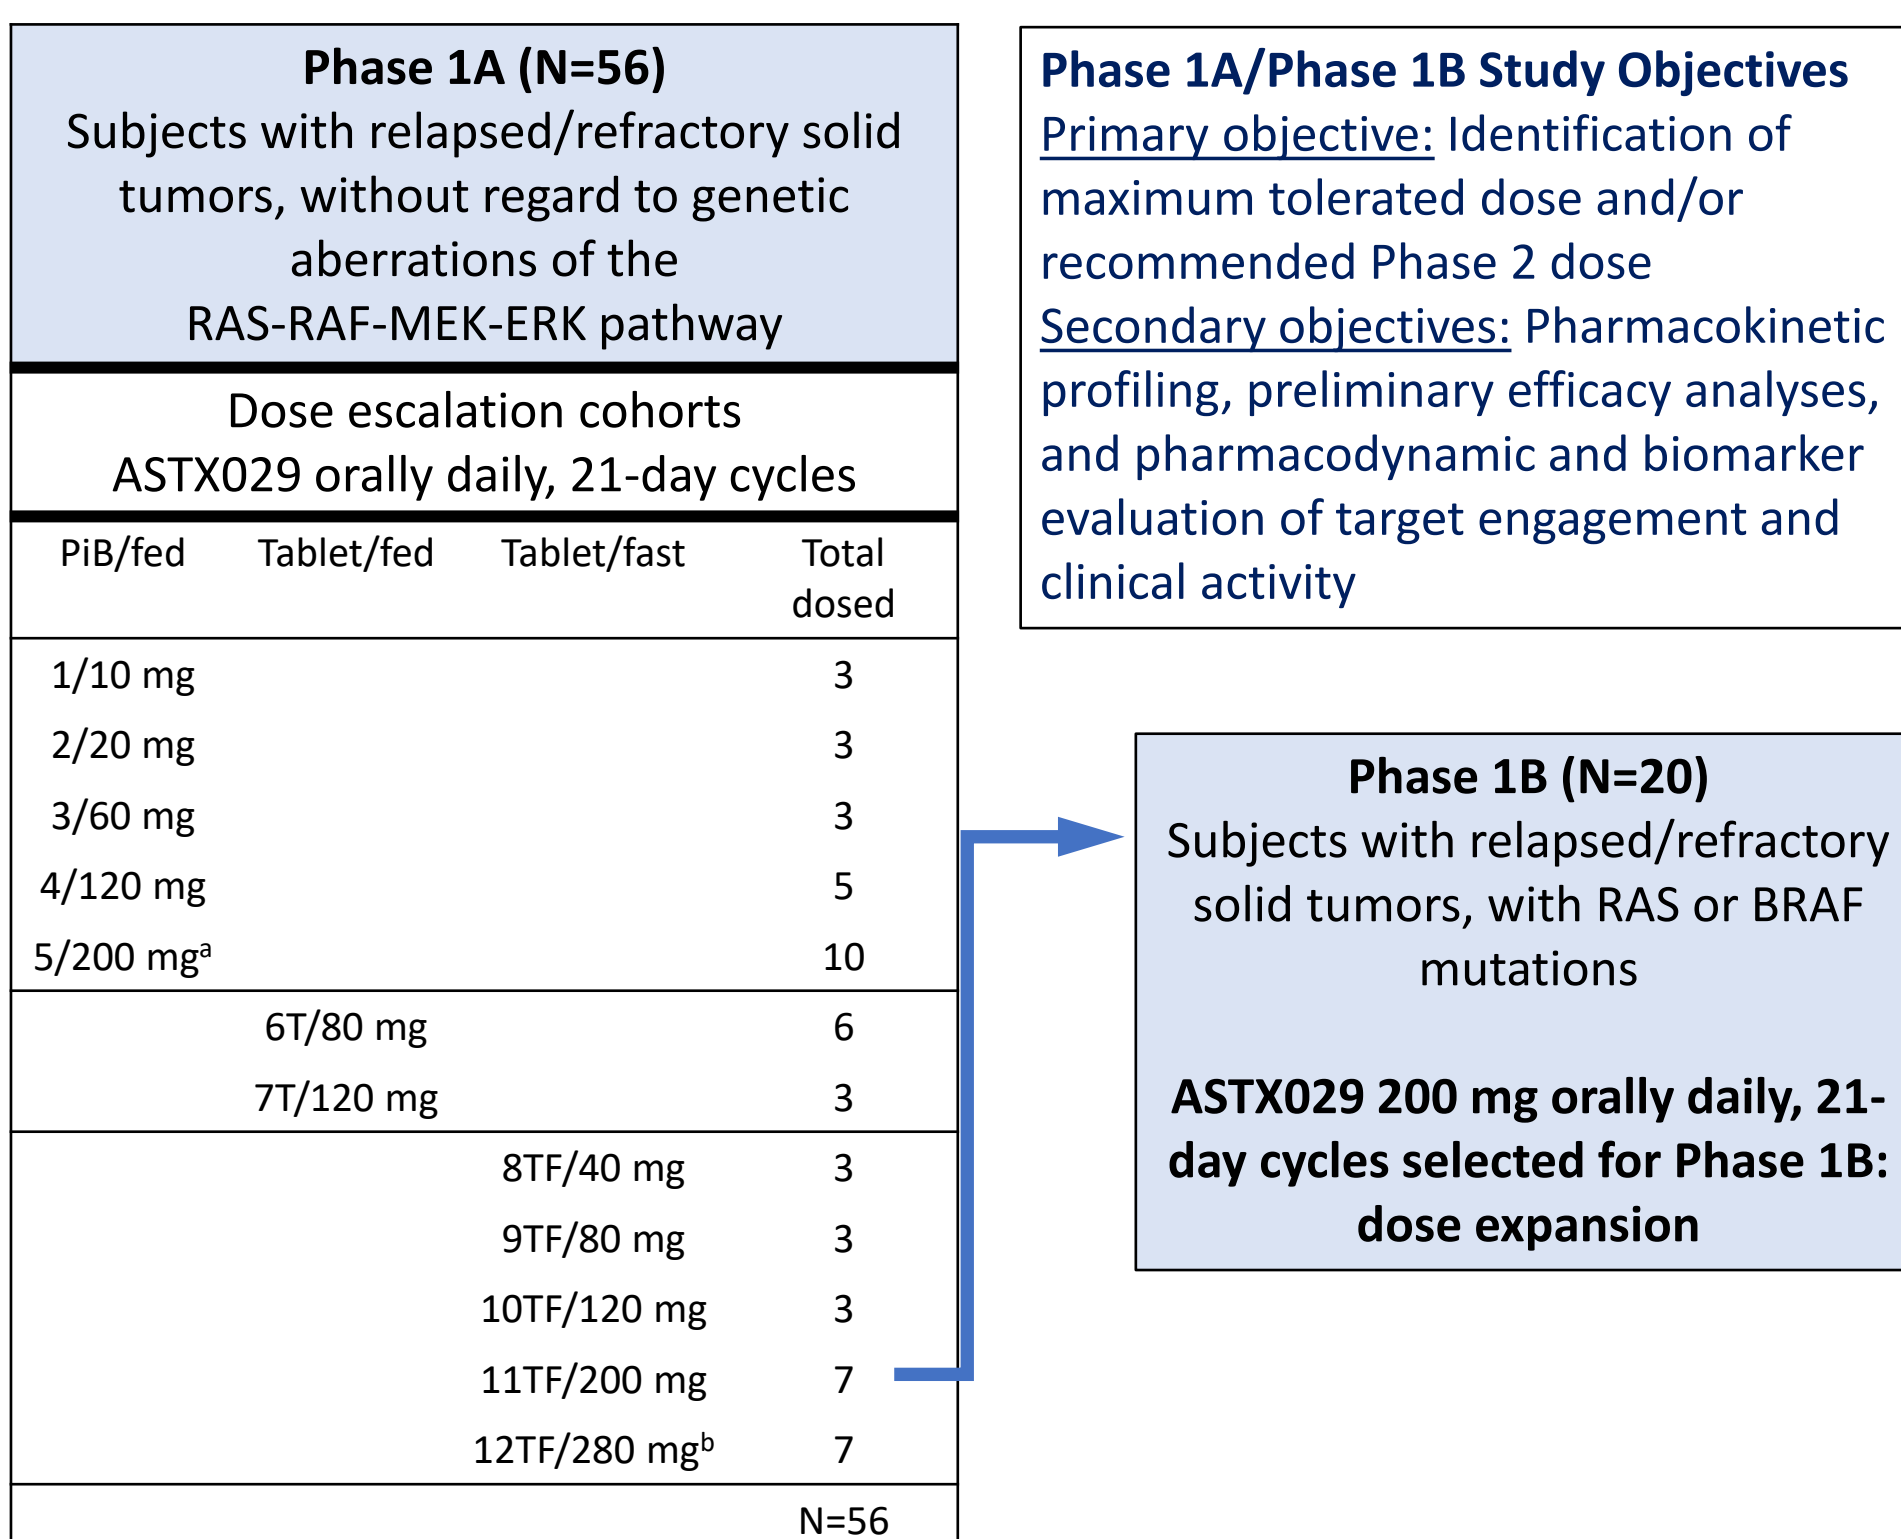 Phase 1A (N=56)
Subjects with relapsed/refractory solid
tumors, without regard to genetic
aberrations of the
RAS-RAF-MEK-ERK pathway
Dose escalation cohorts
ASTX029 orally daily, 21-day cycles
PiB/fed Tablet/fed Tablet/fast Total
dosed
1/10 mg 3
2/20 mg 3
3/60 mg 3
4/120 mg 5
5/200 mgᵃ 10
6T/80 mg 6
7T/120 mg 3
8TF/40 mg 3
9TF/80 mg 3
10TF/120 mg 3
11TF/200 mg 7
12TF/280 mgᵇ 7
N=56
Phase 1A/Phase 1B Study Objectives
Primary objective: Identification of
maximum tolerated dose and/or
recommended Phase 2 dose
Secondary objectives: Pharmacokinetic
profiling, preliminary efficacy analyses,
and pharmacodynamic and biomarker
evaluation of target engagement and
clinical activity
Phase 1B (N=20)
Subjects with relapsed/refractory
solid tumors, with RAS or BRAF
mutations
ASTX029 200 mg orally daily, 21-
day cycles selected for Phase 1B:
dose expansion